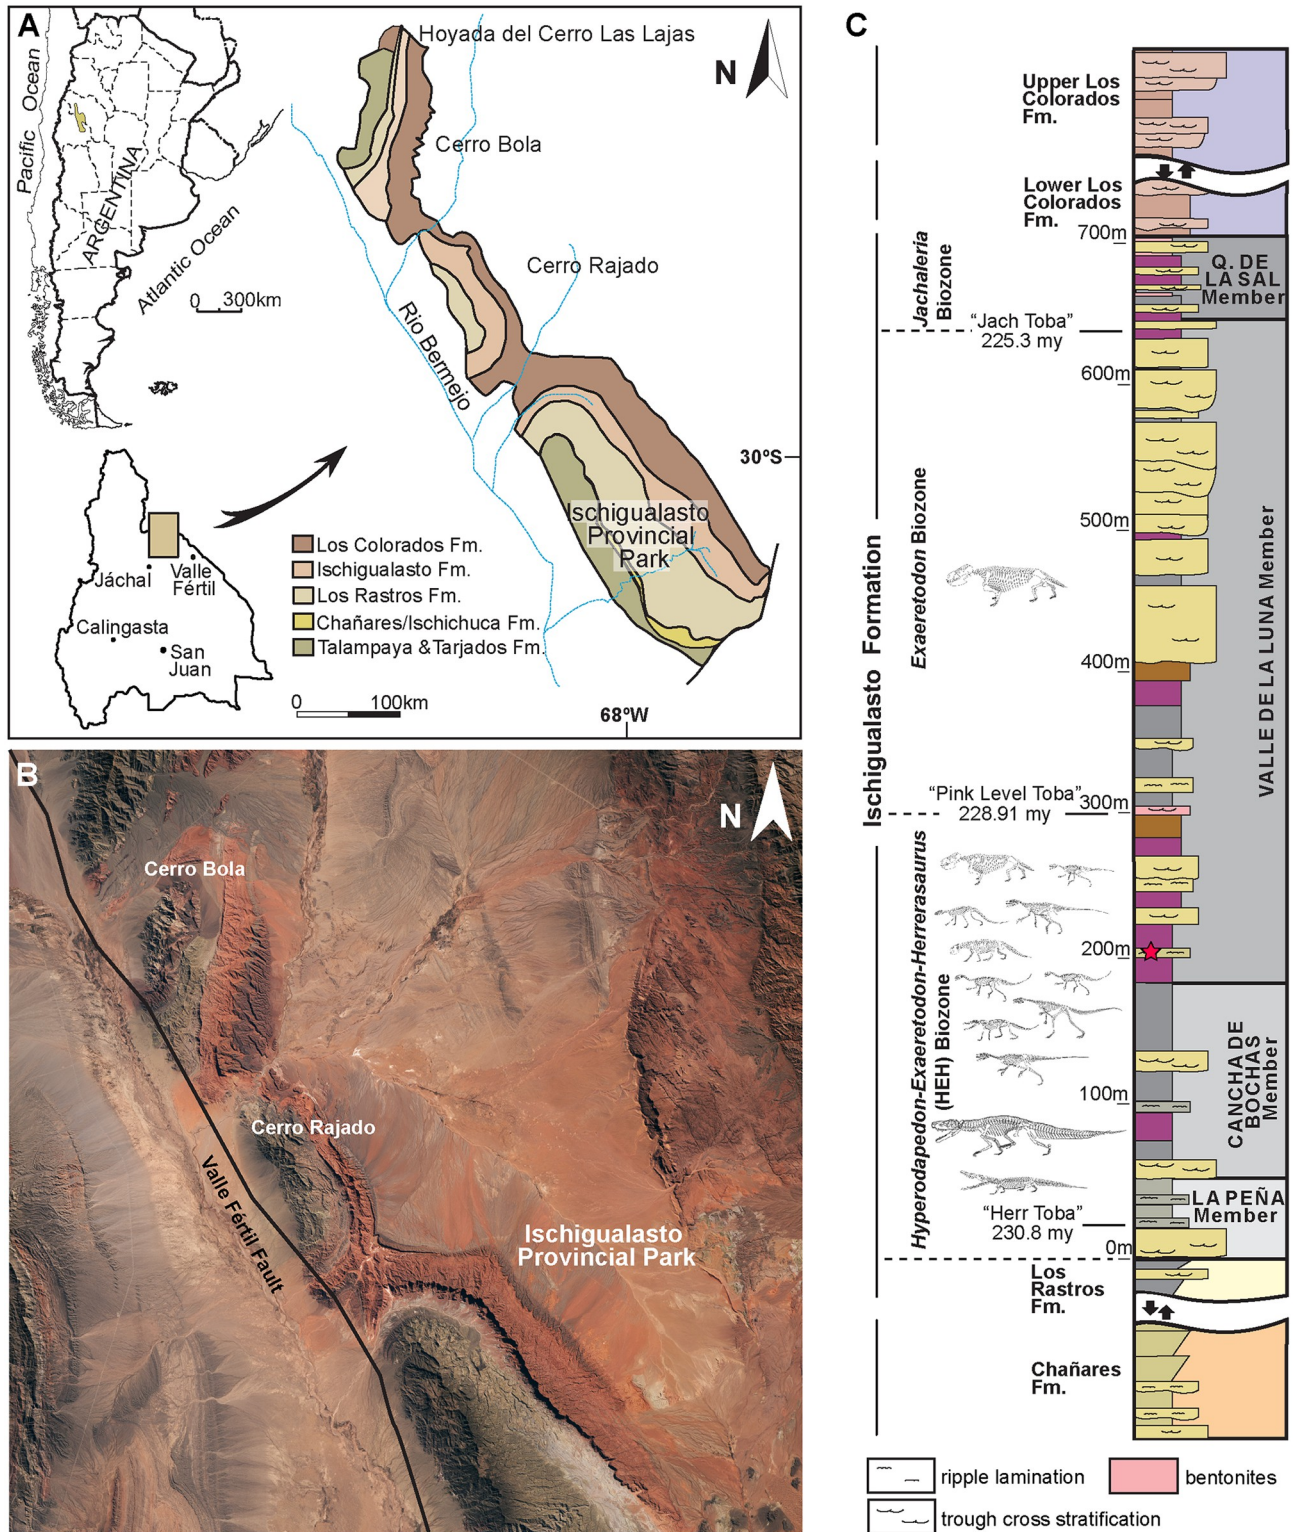 A
Hoyada del Cerro Las Lajas
N
Pacific Ocean
Cerro Bola
ARGENTINA
Atlantic Ocean
Cerro Rajado
0 300km
Rio Bermejo
30°S
Ischigualasto
Provincial
Park
Jáchal
Valle
Fértil
Calingasta
San
Juan
Los Colorados Fm.
Ischigualasto Fm.
Los Rastros Fm.
Chañares/Ischichuca Fm.
Talampaya & Tarjados Fm.
0 100km
68°W
B
N
Cerro Bola
Cerro Rajado
Valle Fértil Fault
Ischigualasto
Provincial Park
C
Upper Los
Colorados
Fm.
Lower Los
Colorados
Fm.
700m
Jachaleria
Biozone
Q. DE
LA SAL
Member
“Jach Toba”
225.3 my
600m
500m
Exaeretodon Biozone
VALLE DE LA LUNA Member
400m
Ischigualasto Formation
“Pink Level Toba”
228.91 my
300m
200m
Hyperodapedon-Exaeretodon-Herrerasaurus
(HEH) Biozone
100m
CANCHA DE
BOCHAS
Member
LA PEÑA
Member
“Herr Toba”
230.8 my
0m
Los
Rastros
Fm.
Chañares
Fm.
ripple lamination
bentonites
trough cross stratification